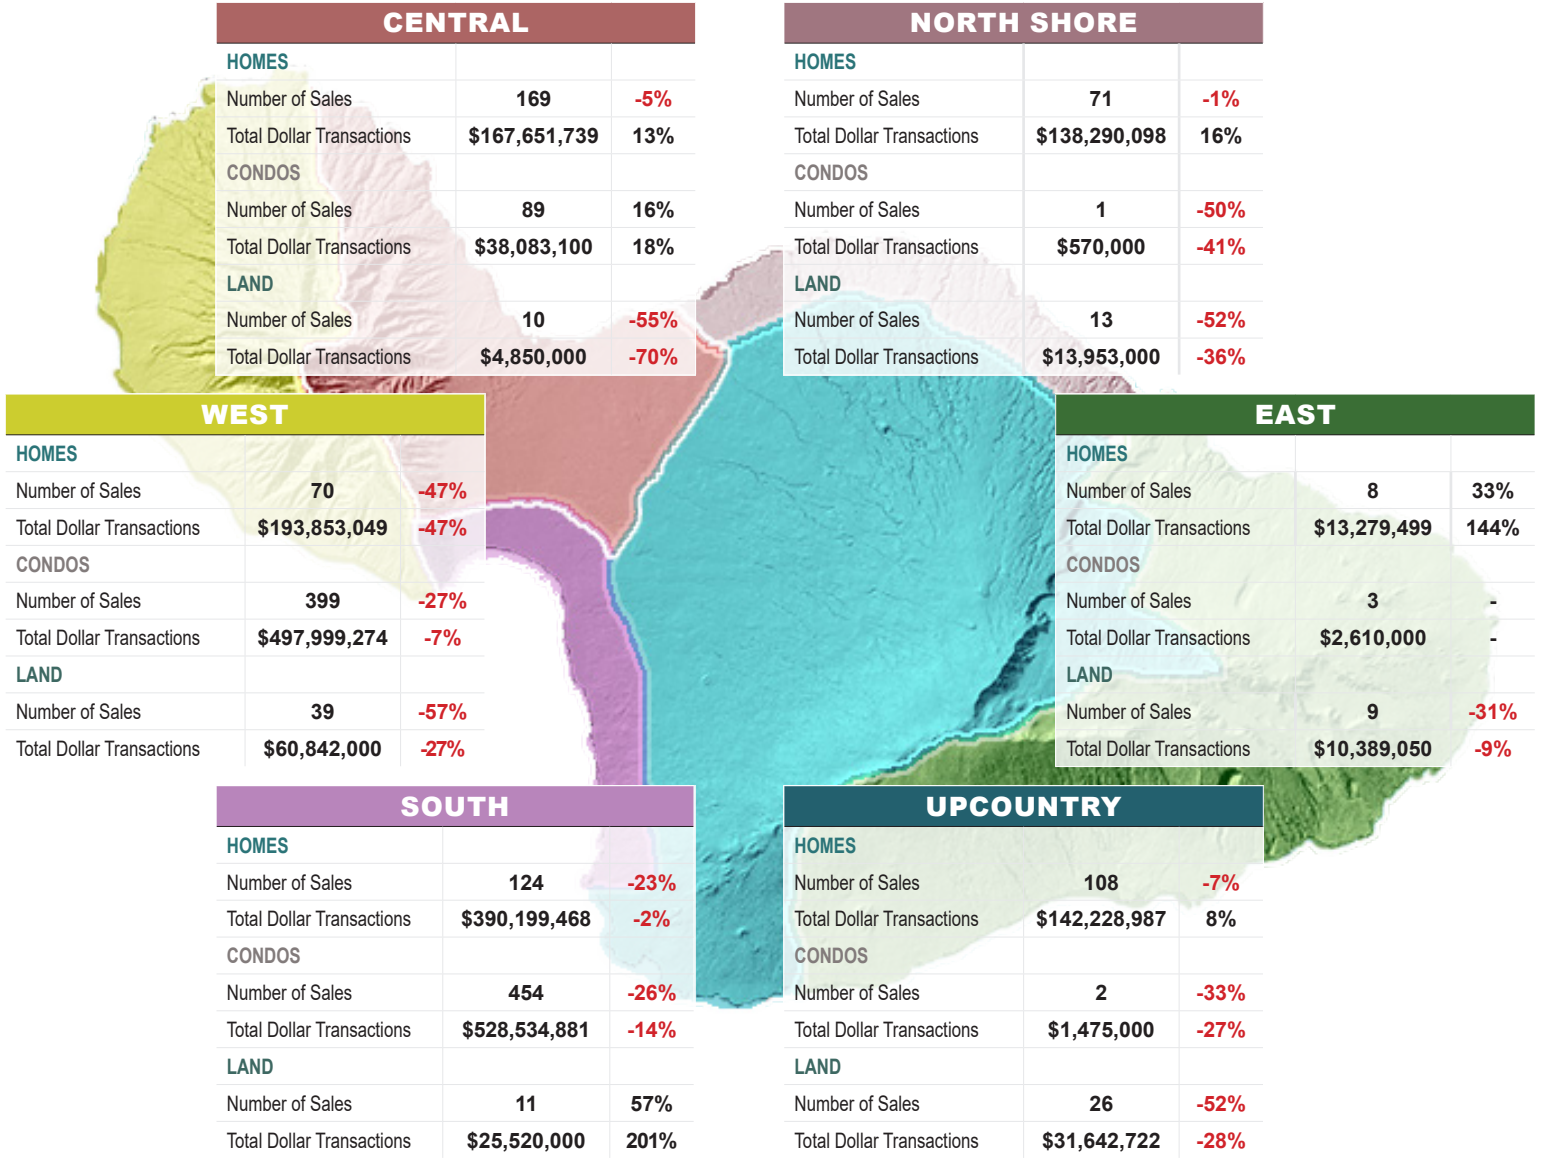 CENTRAL
HOMES
Number of Sales 169 -5%
Total Dollar Transactions $167,651,739 13%
CONDOS
Number of Sales 89 16%
Total Dollar Transactions $38,083,100 18%
LAND
Number of Sales 10 -55%
Total Dollar Transactions $4,850,000 -70%
NORTH SHORE
HOMES
Number of Sales 71 -1%
Total Dollar Transactions $138,290,098 16%
CONDOS
Number of Sales 1 -50%
Total Dollar Transactions $570,000 -41%
LAND
Number of Sales 13 -52%
Total Dollar Transactions $13,953,000 -36%
WEST
HOMES
Number of Sales 70 -47%
Total Dollar Transactions $193,853,049 -47%
CONDOS
Number of Sales 399 -27%
Total Dollar Transactions $497,999,274 -7%
LAND
Number of Sales 39 -57%
Total Dollar Transactions $60,842,000 -27%
EAST
HOMES
Number of Sales 8 33%
Total Dollar Transactions $13,279,499 144%
CONDOS
Number of Sales 3 -
Total Dollar Transactions $2,610,000 -
LAND
Number of Sales 9 -31%
Total Dollar Transactions $10,389,050 -9%
SOUTH
HOMES
Number of Sales 124 -23%
Total Dollar Transactions $390,199,468 -2%
CONDOS
Number of Sales 454 -26%
Total Dollar Transactions $528,534,881 -14%
LAND
Number of Sales 11 57%
Total Dollar Transactions $25,520,000 201%
UPCOUNTRY
HOMES
Number of Sales 108 -7%
Total Dollar Transactions $142,228,987 8%
CONDOS
Number of Sales 2 -33%
Total Dollar Transactions $1,475,000 -27%
LAND
Number of Sales 26 -52%
Total Dollar Transactions $31,642,722 -28%